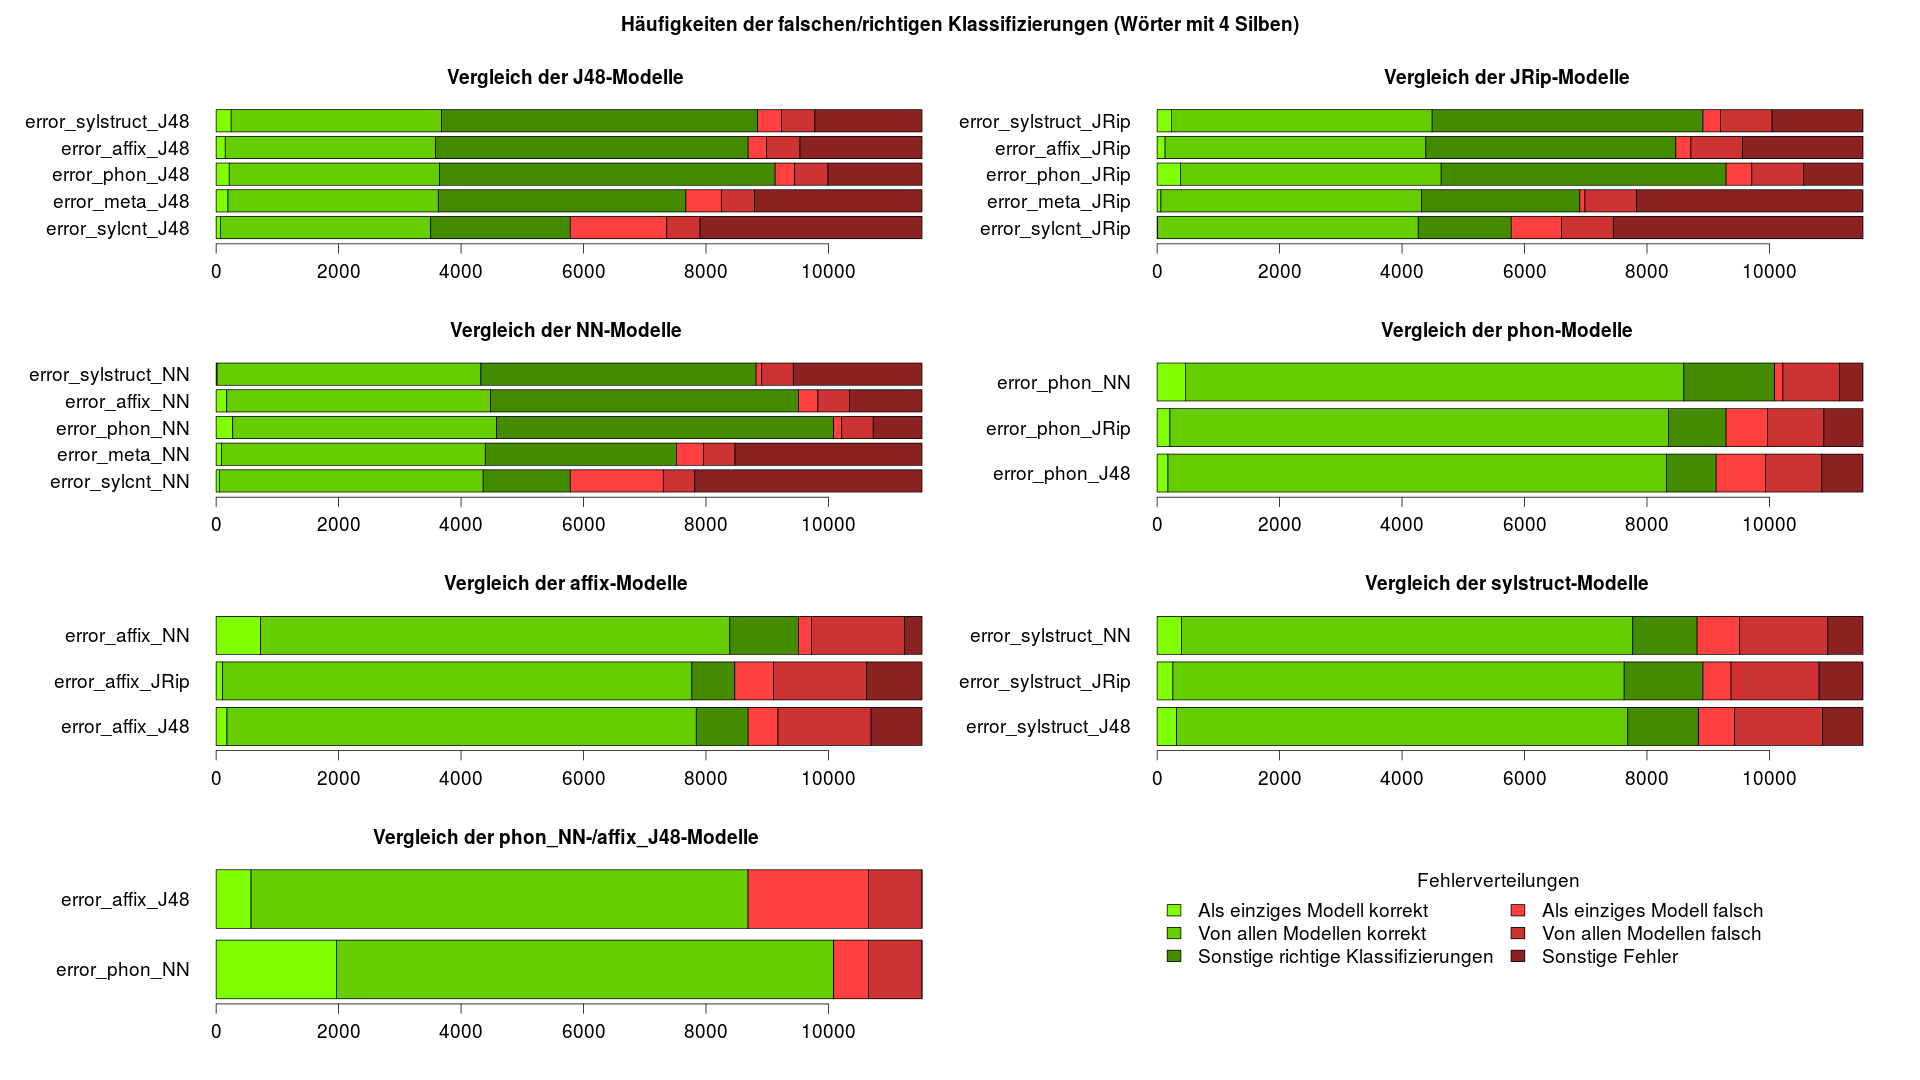 Häufigkeiten der falschen/richtigen Klassifizierungen (Wörter mit 4 Silben)
Vergleich der J48-Modelle
error_sylstruct_J48
error_affix_J48
error_phon_J48
error_meta_J48
error_sylcnt_J48
0 2000 4000 6000 8000 10000
Vergleich der JRip-Modelle
error_sylstruct_JRip
error_affix_JRip
error_phon_JRip
error_meta_JRip
error_sylcnt_JRip
0 2000 4000 6000 8000 10000
Vergleich der NN-Modelle
error_sylstruct_NN
error_affix_NN
error_phon_NN
error_meta_NN
error_sylcnt_NN
0 2000 4000 6000 8000 10000
Vergleich der phon-Modelle
error_phon_NN
error_phon_JRip
error_phon_J48
0 2000 4000 6000 8000 10000
Vergleich der affix-Modelle
error_affix_NN
error_affix_JRip
error_affix_J48
0 2000 4000 6000 8000 10000
Vergleich der sylstruct-Modelle
error_sylstruct_NN
error_sylstruct_JRip
error_sylstruct_J48
0 2000 4000 6000 8000 10000
Vergleich der phon_NN-/affix_J48-Modelle
error_affix_J48
error_phon_NN
0 2000 4000 6000 8000 10000
Fehlerverteilungen
Als einziges Modell korrekt
Von allen Modellen korrekt
Sonstige richtige Klassifizierungen
Als einziges Modell falsch
Von allen Modellen falsch
Sonstige Fehler